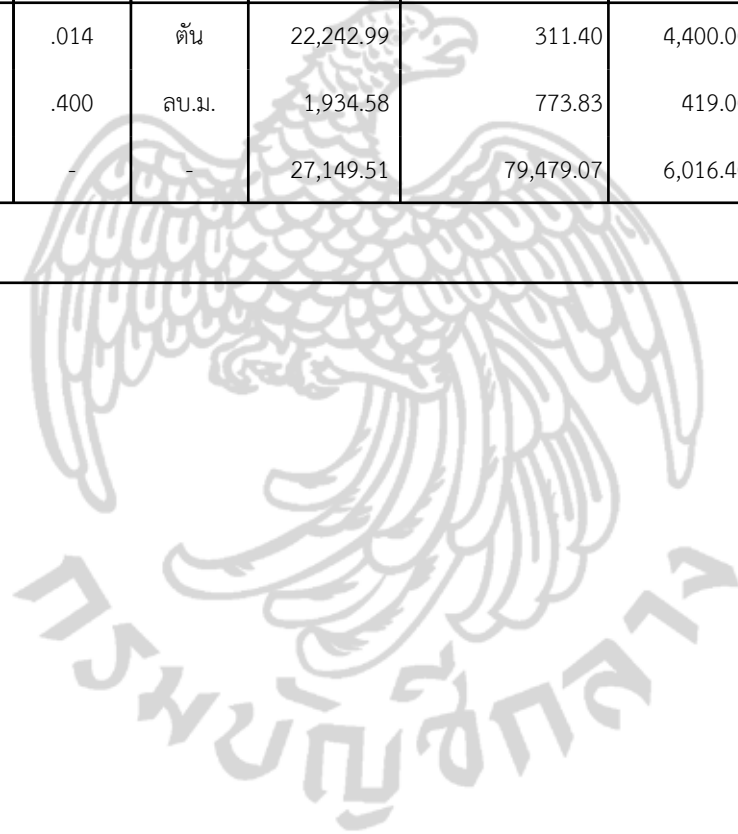 .014 ตัน 22,242.99 311.40 4,400.0
.400 ลบ.ม. 1,934.58 773.83 419.0
- - 27,149.51 79,479.07 6,016.4
กรมบัญชีกลาง